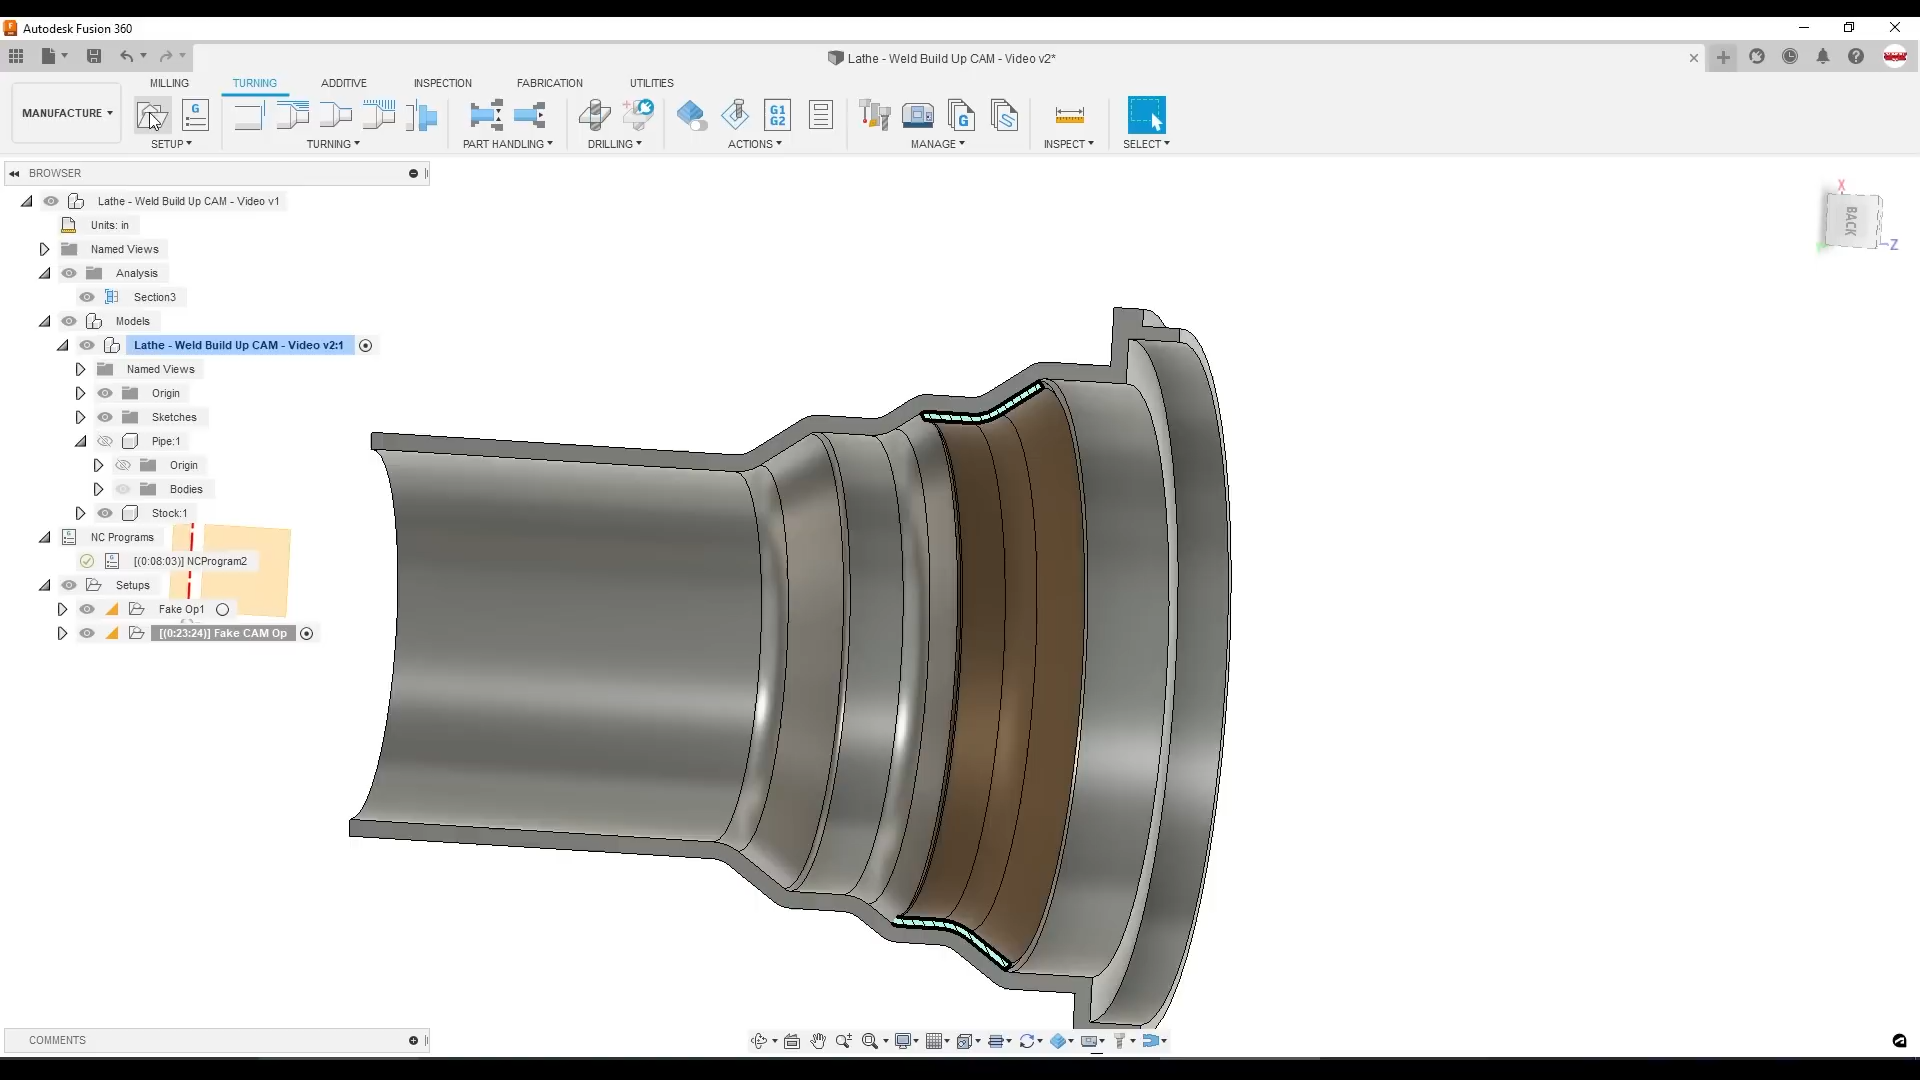 Autodesk Fusion 360
Lathe - Weld Build Up CAM - Video v2*
MILLING TURNING ADDITIVE INSPECTION FABRICATION UTILITIES
MANUFACTURE
G
G1
G2
G
SETUP TURNING PART HANDLING DRILLING ACTIONS MANAGE INSPECT SELECT
BROWSER
Lathe - Weld Build Up CAM - Video v1
Units: in
Named Views
Analysis
Section3
Models
Lathe - Weld Build Up CAM - Video v2:1
Named Views
Origin
Sketches
Pipe:1
Origin
Bodies
Stock:1
NC Programs
[(0:08:03)] NCProgram2
Setups
Fake Op1
[(0:23:24)] Fake CAM Op
X
BACK
Z
COMMENTS